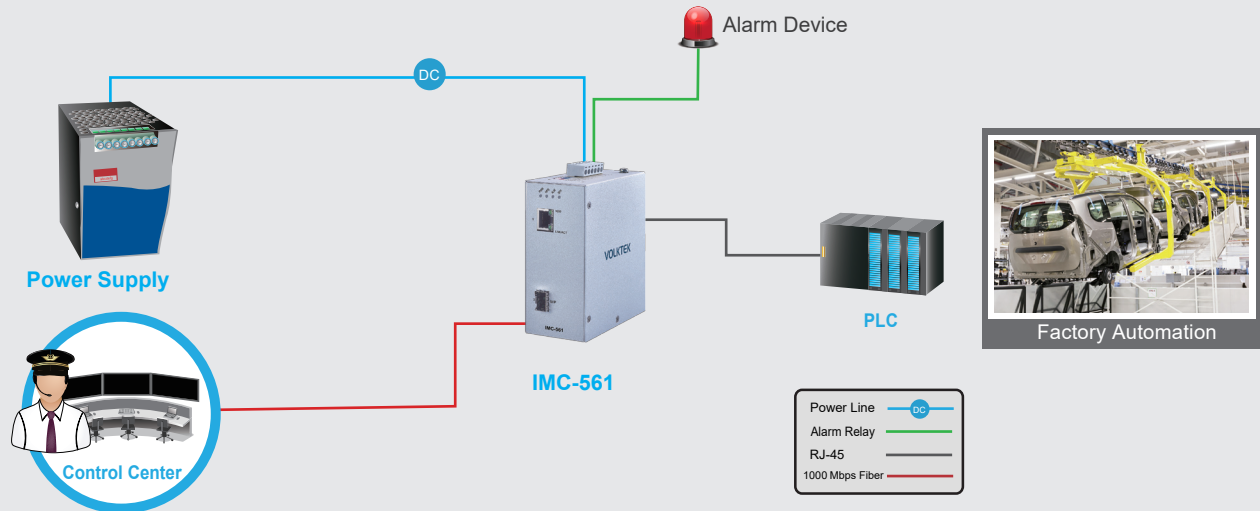 Alarm Device
DC
Power Supply
VOLKTEK
IMC-561
IMC-561
PLC
Factory Automation
Control Center
Power Line
DC
Alarm Relay
RJ-45
1000 Mbps Fiber